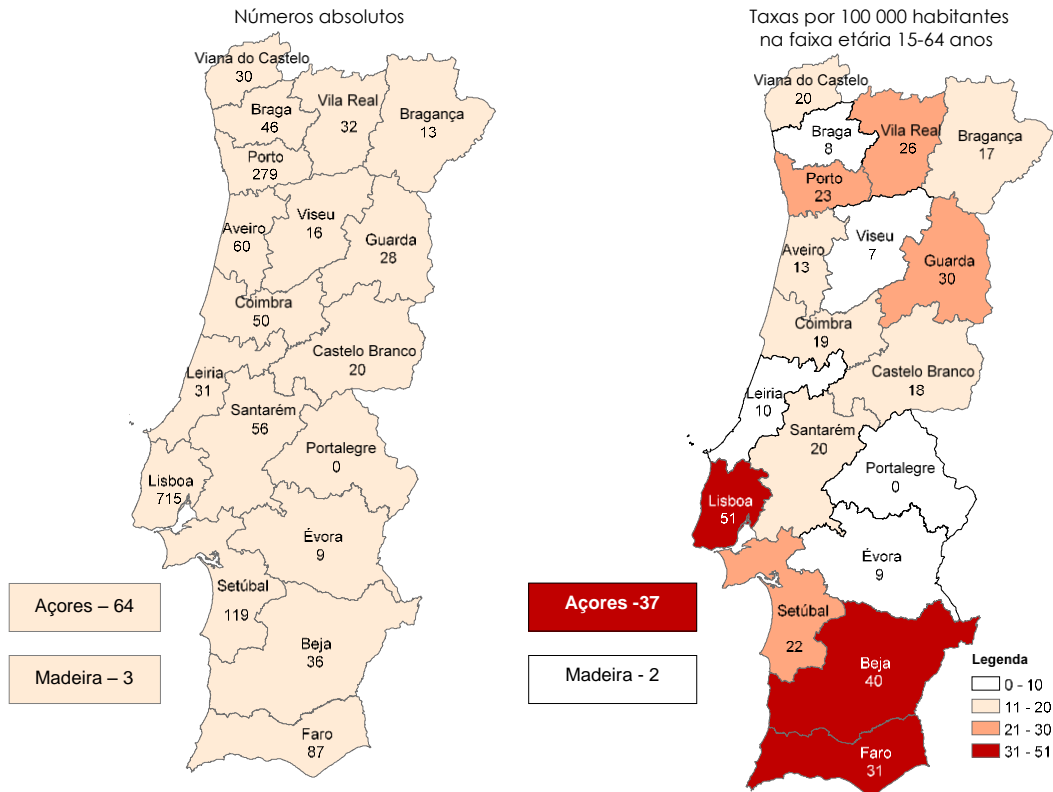 Números absolutos
Viana do Castelo
30
Braga
46
Vila Real
32
Bragança
13
Porto
279
Aveiro
60
Viseu
16
Guarda
28
Coimbra
50
Castelo Branco
20
Leiria
31
Santarém
56
Portalegre
0
Lisboa
715
Évora
9
Setúbal
119
Beja
36
Faro
87
Açores – 64
Madeira – 3
Taxas por 100 000 habitantes
na faixa etária 15-64 anos
Viana do Castelo
20
Braga
8
Vila Real
26
Bragança
17
Porto
23
Aveiro
13
Viseu
7
Guarda
30
Coimbra
19
Castelo Branco
18
Leiria
10
Santarém
20
Portalegre
0
Lisboa
51
Évora
9
Setúbal
22
Beja
40
Faro
31
Açores -37
Madeira - 2
Legenda
0 - 10
11 - 20
21 - 30
31 - 51